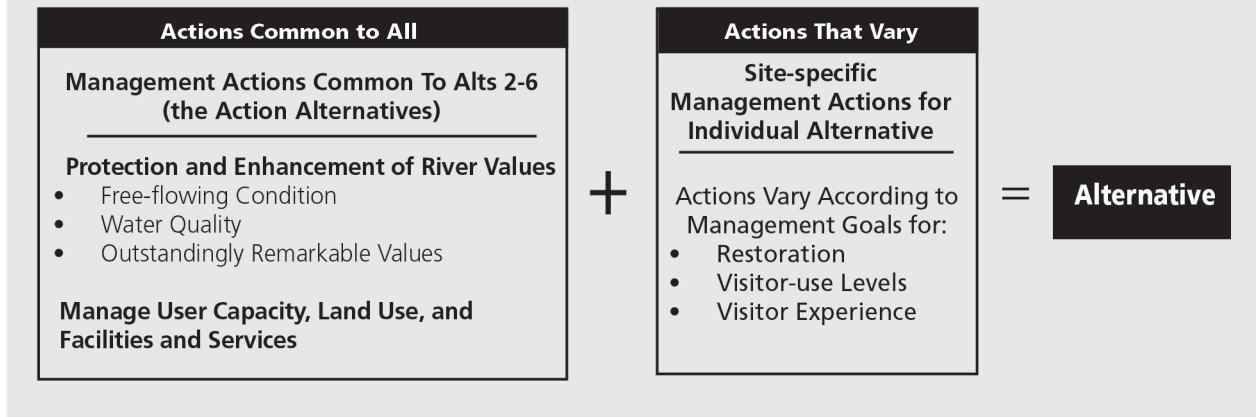 Actions Common to All
Management Actions Common To Alts 2-6
(the Action Alternatives)
Protection and Enhancement of River Values
• Free-flowing Condition
• Water Quality
• Outstandingly Remarkable Values
Manage User Capacity, Land Use, and
Facilities and Services
+
Actions That Vary
Site-specific
Management Actions for
Individual Alternative
Actions Vary According to
Management Goals for:
• Restoration
• Visitor-use Levels
• Visitor Experience
=
Alternative